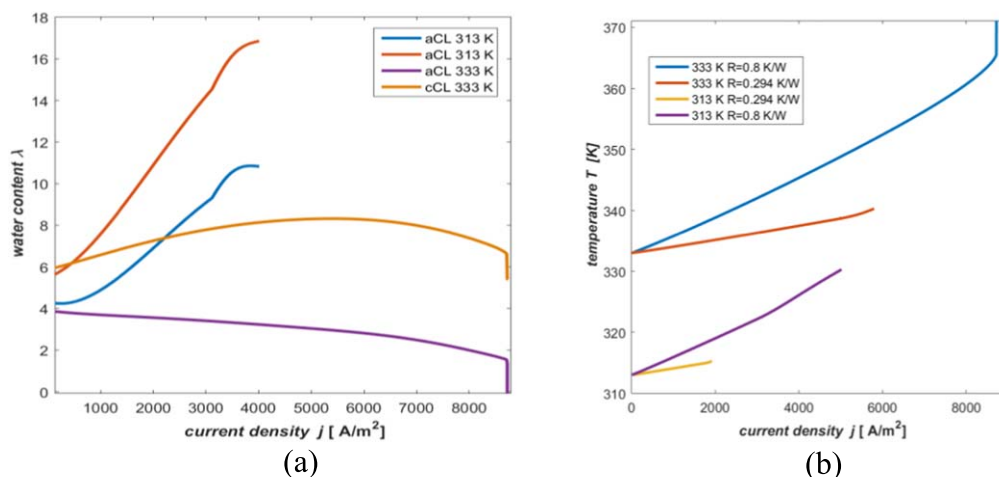 18
16
14
12
10
8
6
4
2
0
water content λ
aCL 313 K
aCL 313 K
aCL 333 K
cCL 333 K
1000 2000 3000 4000 5000 6000 7000 8000
current density j [ A/m²]
(a)
370
360
350
340
330
320
310
temperature T [K]
333 K R=0.8 K/W
333 K R=0.294 K/W
313 K R=0.294 K/W
313 K R=0.8 K/W
0 2000 4000 6000 8000
current density j [ A/m²]
(b)